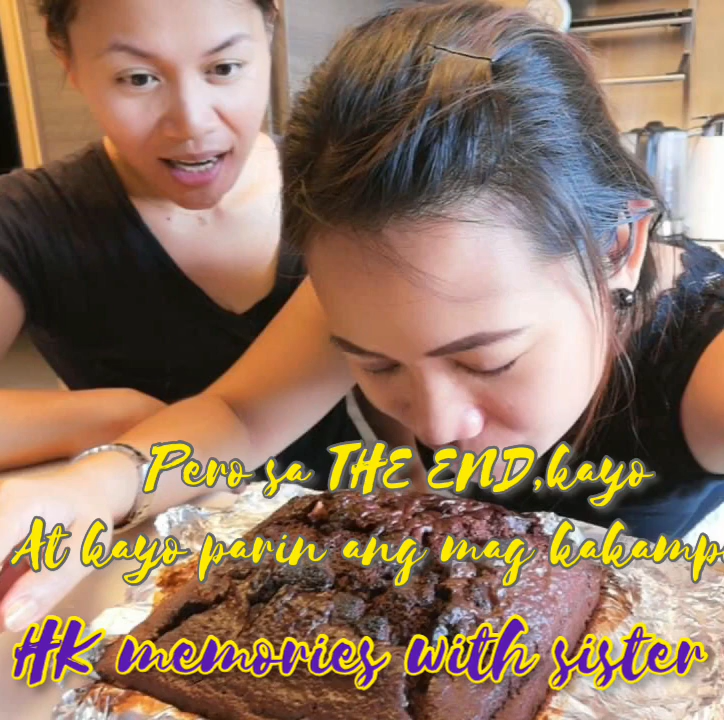 Pero sa THE END,kayo
At kayo parin ang mag kakamp
HK memories with sister